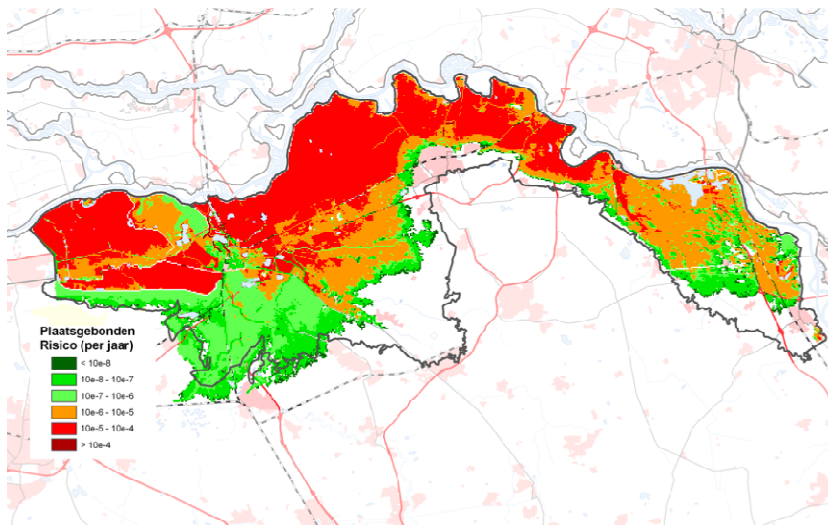 Plaatsgebonden
Risico (per jaar)
< 10e-8
10e-8 - 10e-7
10e-7 - 10e-6
10e-6 - 10e-5
10e-5 - 10e-4
> 10e-4